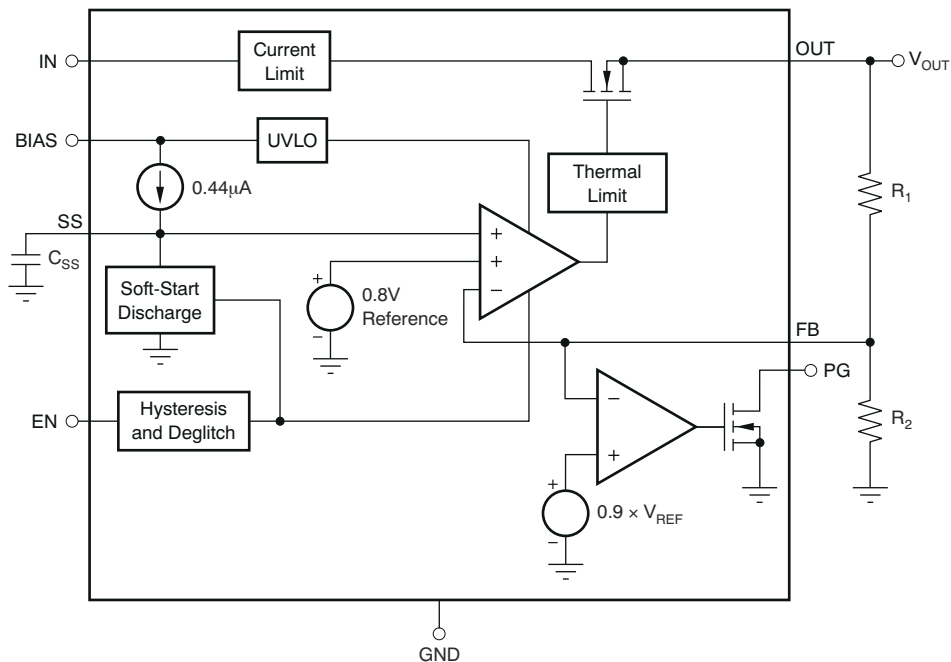 OUT
IN
Current
Limit
V_OUT
BIAS
UVLO
Thermal
Limit
0.44μA
R_1
SS
C_SS
+
+
−
Soft-Start
Discharge
+
0.8V
Reference
−
FB
PG
EN
Hysteresis
and Deglitch
−
+
R_2
+
0.9 × V_REF
−
GND